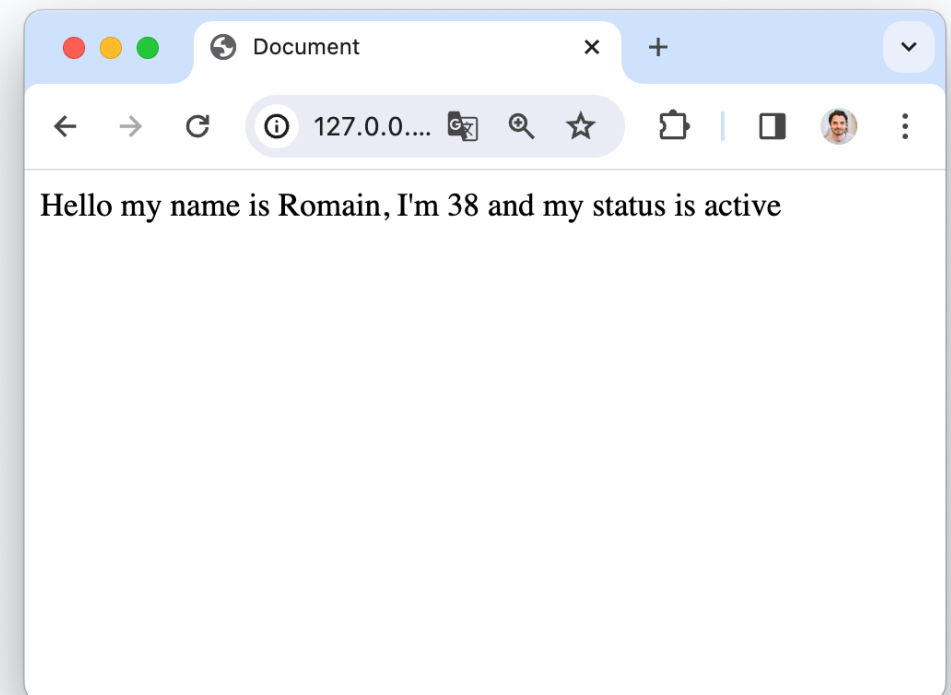 Document
127.0.0....
Hello my name is Romain, I'm 38 and my status is active